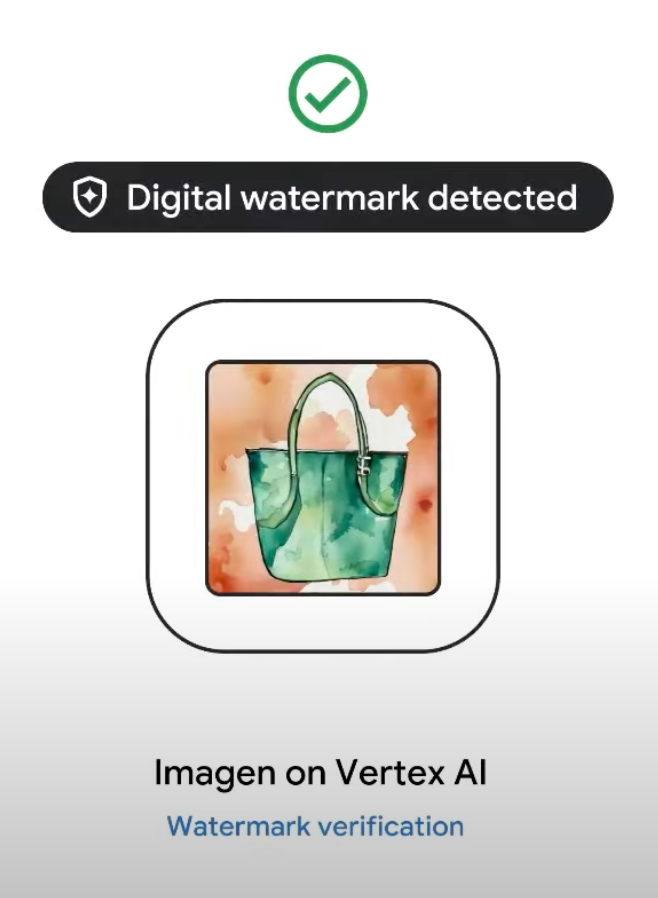 Digital watermark detected
Imagen on Vertex AI
Watermark verification